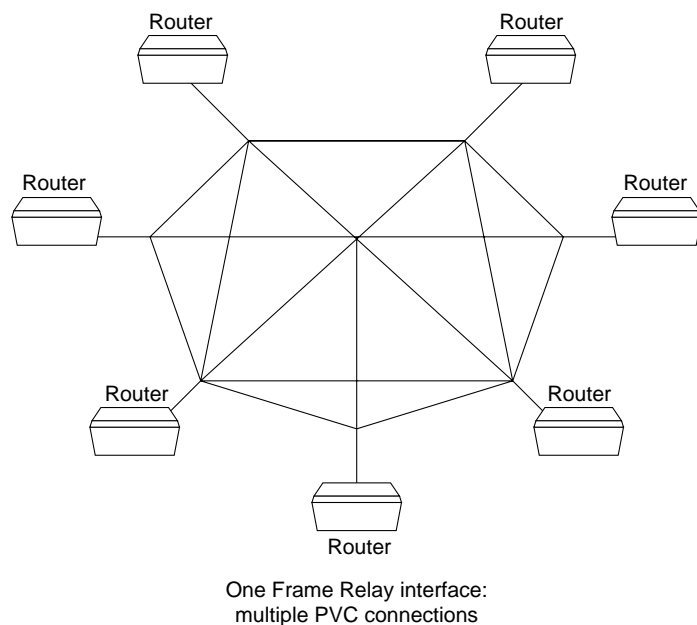 Router
Router
Router
Router
Router
Router
Router
One Frame Relay interface:
multiple PVC connections